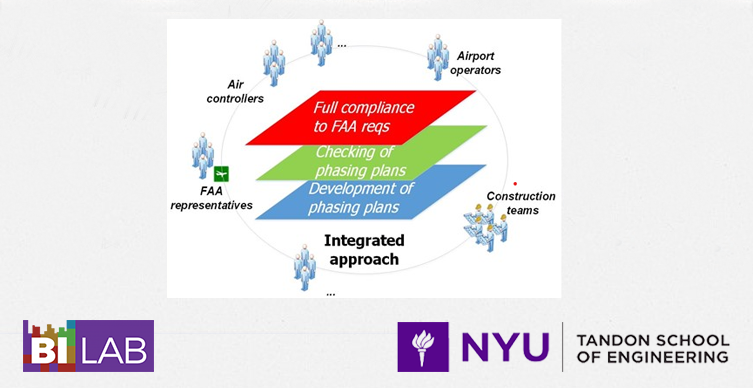 ...
Airport
operators
Air
controllers
Full compliance
to FAA reqs
Checking of
phasing plans
Development of
phasing plans
FAA
representatives
Construction
teams
Integrated
approach
...
BI LAB
NYU
TANDON SCHOOL
OF ENGINEERING